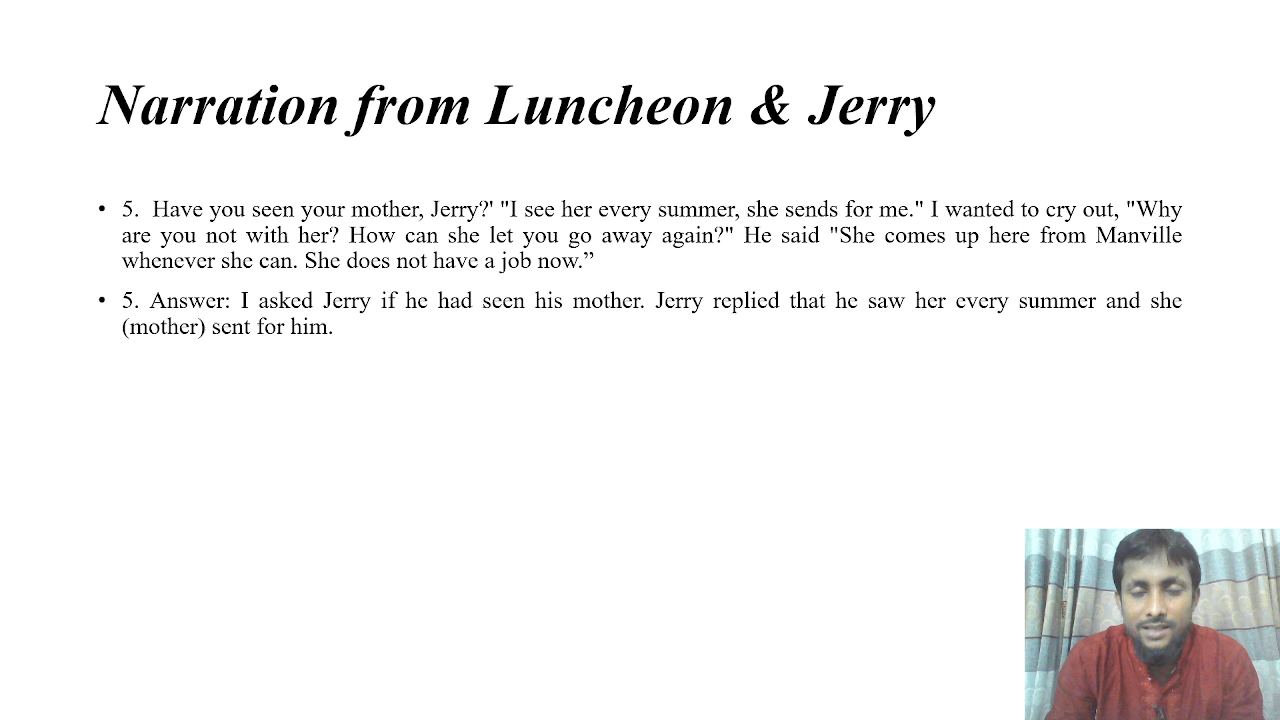 Narration from Luncheon & Jerry
• 5. Have you seen your mother, Jerry?' "I see her every summer, she sends for me." I wanted to cry out, "Why
are you not with her? How can she let you go away again?" He said "She comes up here from Manville
whenever she can. She does not have a job now.”
• 5. Answer: I asked Jerry if he had seen his mother. Jerry replied that he saw her every summer and she
(mother) sent for him.